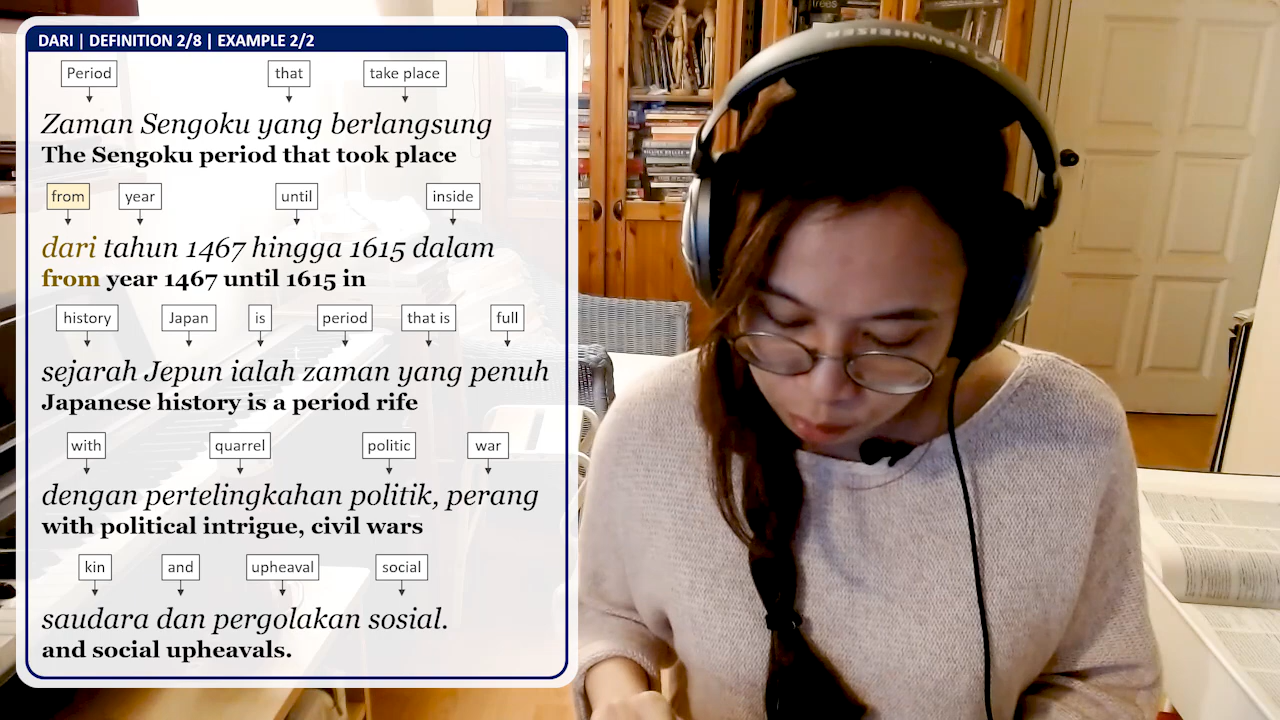 DARI | DEFINITION 2/8 | EXAMPLE 2/2
Period that take place
Zaman Sengoku yang berlangsung
The Sengoku period that took place
from year until inside
dari tahun 1467 hingga 1615 dalam
from year 1467 until 1615 in
history Japan is period that is full
sejarah Jepun ialah zaman yang penuh
Japanese history is a period rife
with quarrel politic war
dengan pertelingkahan politik, perang
with political intrigue, civil wars
kin and upheaval social
saudara dan pergolakan sosial.
and social upheavals.
SENNHEISER
trees